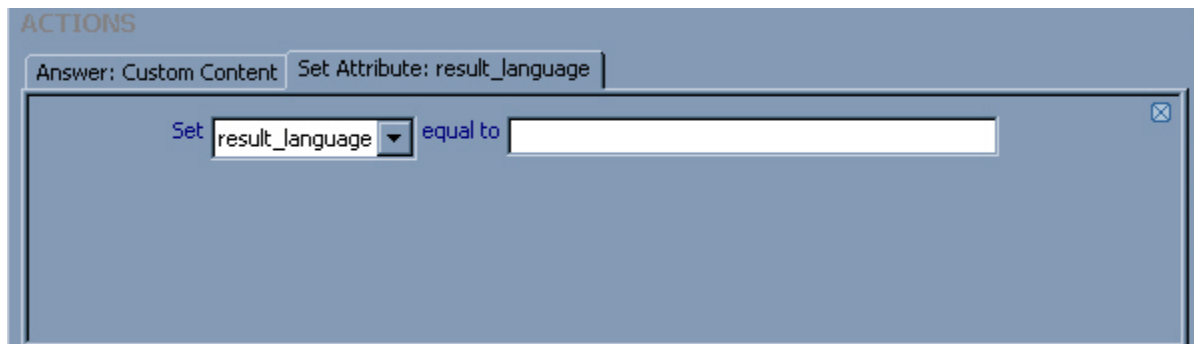 ACTIONS
Answer: Custom Content Set Attribute: result_language
Set result_language equal to